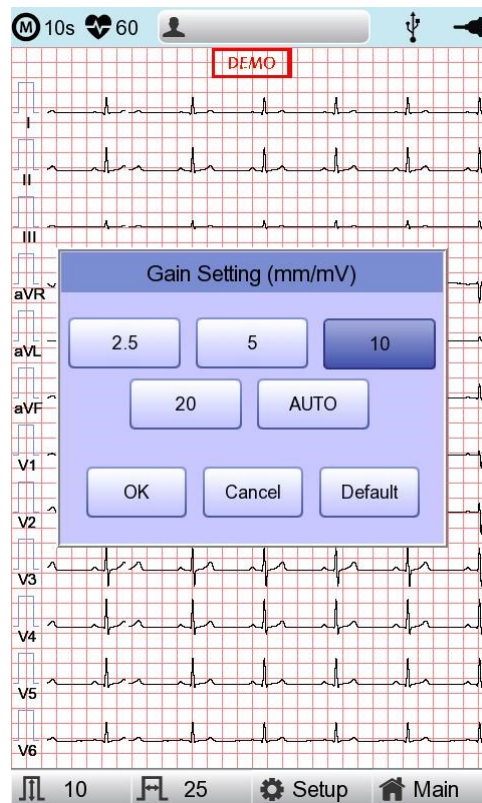 M 10s 60
DEMO
I
II
III
Gain Setting (mm/mV)
aVR
2.5 5 10
aVL
20 AUTO
aVF
V1
OK Cancel Default
V2
V3
V4
V5
V6
10 25 Setup Main